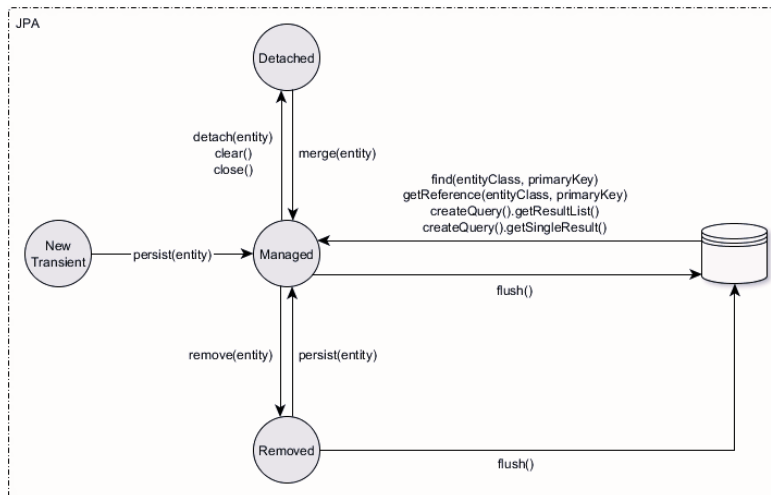 JPA
Detached
detach(entity)
clear()
close()
merge(entity)
find(entityClass, primaryKey)
getReference(entityClass, primaryKey)
createQuery().getResultList()
createQuery().getSingleResult()
New
Transient
persist(entity)
Managed
flush()
remove(entity)
persist(entity)
Removed
flush()